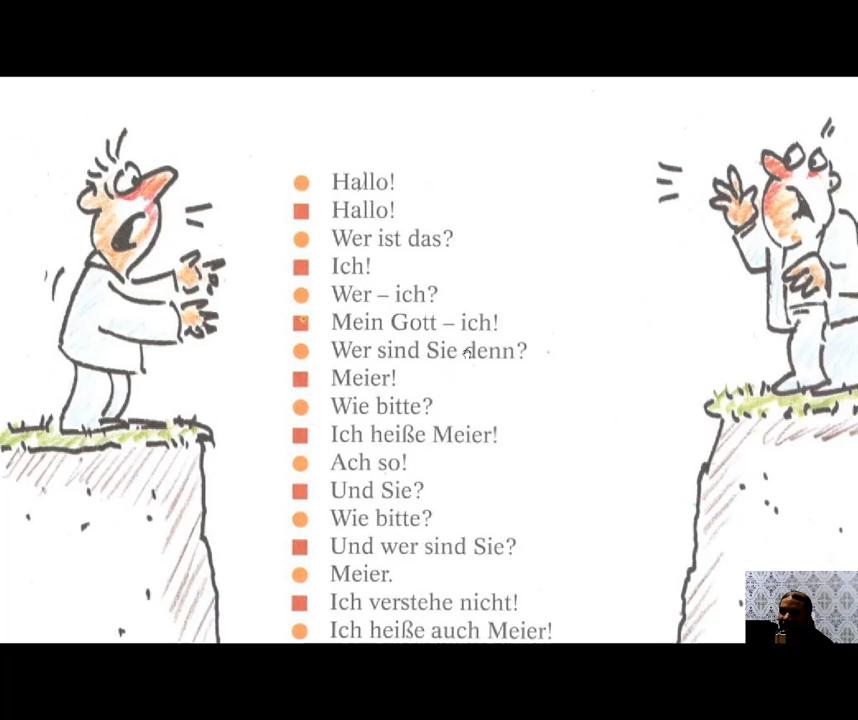 Hallo!
Hallo!
Wer ist das?
Ich!
Wer – ich?
Mein Gott – ich!
Wer sind Sie denn?
Meier!
Wie bitte?
Ich heiße Meier!
Ach so!
Und Sie?
Wie bitte?
Und wer sind Sie?
Meier.
Ich verstehe nicht!
Ich heiße auch Meier!